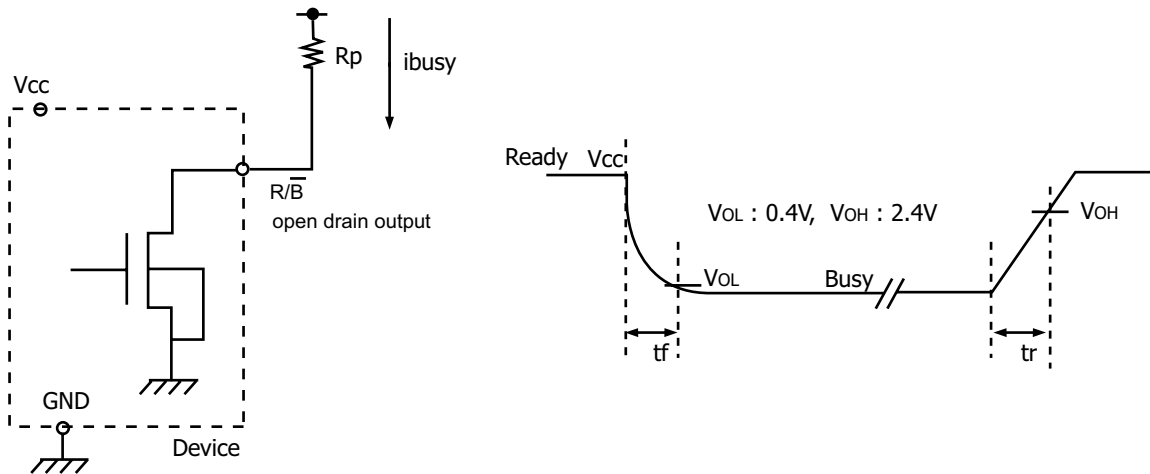 Rp
ibusy
Vcc
R/B̅
open drain output
GND
Device
Ready Vcc
VOL : 0.4V, VOH : 2.4V
VOH
VOL
Busy
tf
tr